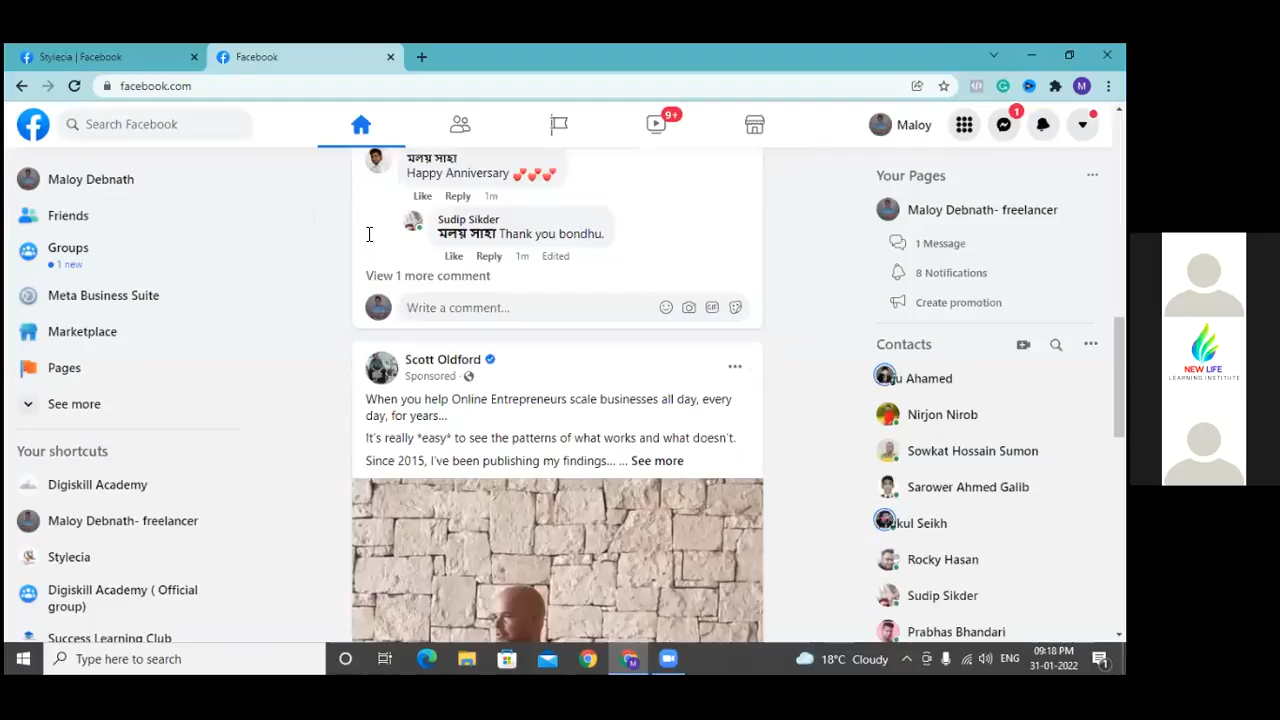 Stylecia | Facebook
Facebook
facebook.com
Search Facebook
9+
Maloy
1
Maloy Debnath
Friends
Groups
1 new
Meta Business Suite
Marketplace
Pages
See more
Your shortcuts
Digiskill Academy
Maloy Debnath- freelancer
Stylecia
Digiskill Academy ( Official
group)
Success Learning Club
মলয় সাহা
Happy Anniversary 💕💕💕
Like Reply 1m
Sudip Sikder
মলয় সাহা Thank you bondhu.
Like Reply 1m Edited
View 1 more comment
Write a comment...
GIF
Scott Oldford
Sponsored ·
When you help Online Entrepreneurs scale businesses all day, every
day, for years...
It's really *easy* to see the patterns of what works and what doesn't.
Since 2015, I've been publishing my findings... ... See more
Your Pages
Maloy Debnath- freelancer
1 Message
8 Notifications
Create promotion
Contacts
u Ahamed
Nirjon Nirob
Sowkat Hossain Sumon
Sarower Ahmed Galib
kul Seikh
Rocky Hasan
Sudip Sikder
Prabhas Bhandari
NEW LIFE
LEARNING INSTITUTE
Type here to search
18°C Cloudy
ENG
09:18 PM
31-01-2022
1